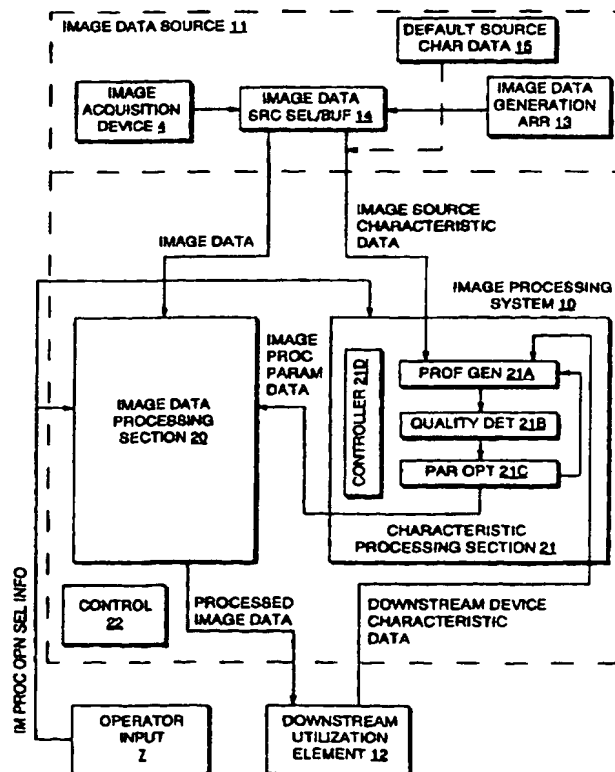 IMAGE DATA SOURCE 11
DEFAULT SOURCE
CHAR DATA 15
IMAGE
ACQUISITION
DEVICE 4
IMAGE DATA
SRC SEL/BUF 14
IMAGE DATA
GENERATION
ARR 13
IMAGE DATA
IMAGE SOURCE
CHARACTERISTIC
DATA
IMAGE PROCESSING
SYSTEM 10
IMAGE
PROC
PARAM
DATA
IMAGE DATA
PROCESSING
SECTION 20
CONTROLLER 21D
PROF GEN 21A
QUALITY DET 21B
PAR OPT 21C
CHARACTERISTIC
PROCESSING SECTION 21
CONTROL
22
PROCESSED
IMAGE DATA
DOWNSTREAM DEVICE
CHARACTERISTIC
DATA
IM PROC OPN SEL INFO
OPERATOR
INPUT
7
DOWNSTREAM
UTILIZATION
ELEMENT 12